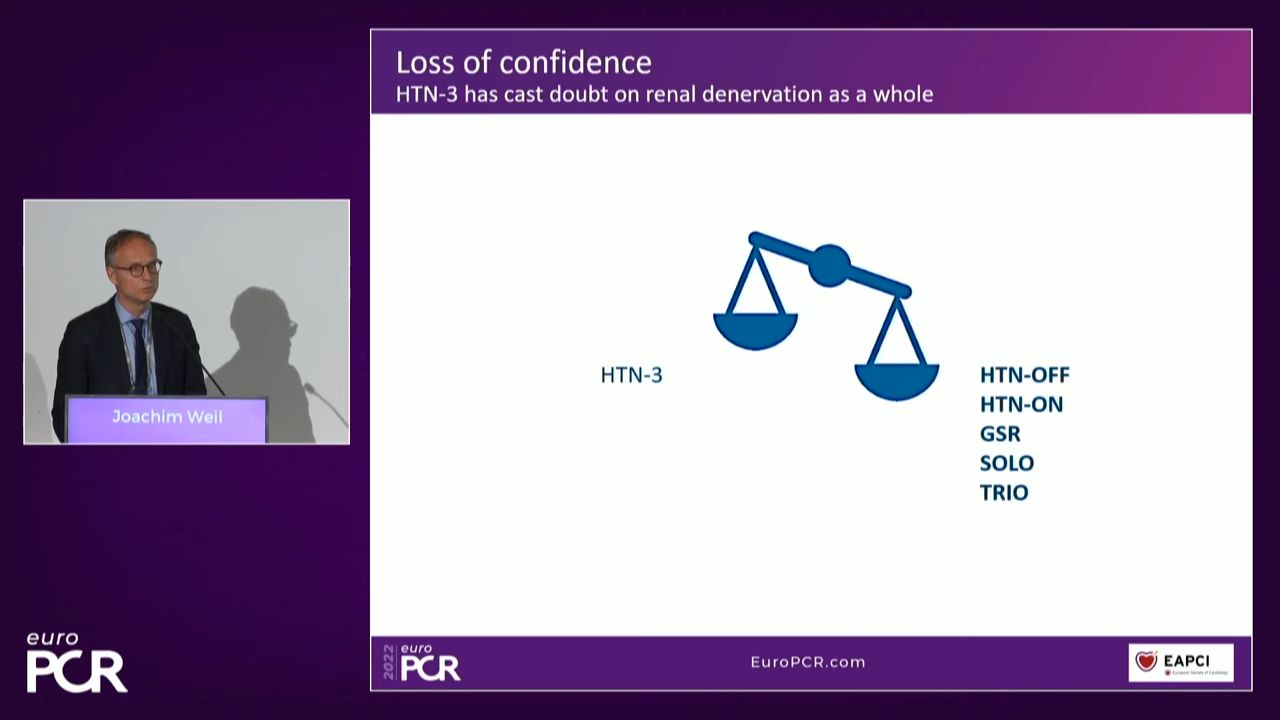 Loss of confidence
HTN-3 has cast doubt on renal denervation as a whole
HTN-3
HTN-OFF
HTN-ON
GSR
SOLO
TRIO
Joachim Weil
euro
PCR
2022
euro
PCR
EuroPCR.com
EAPCI
European Society of Cardiology